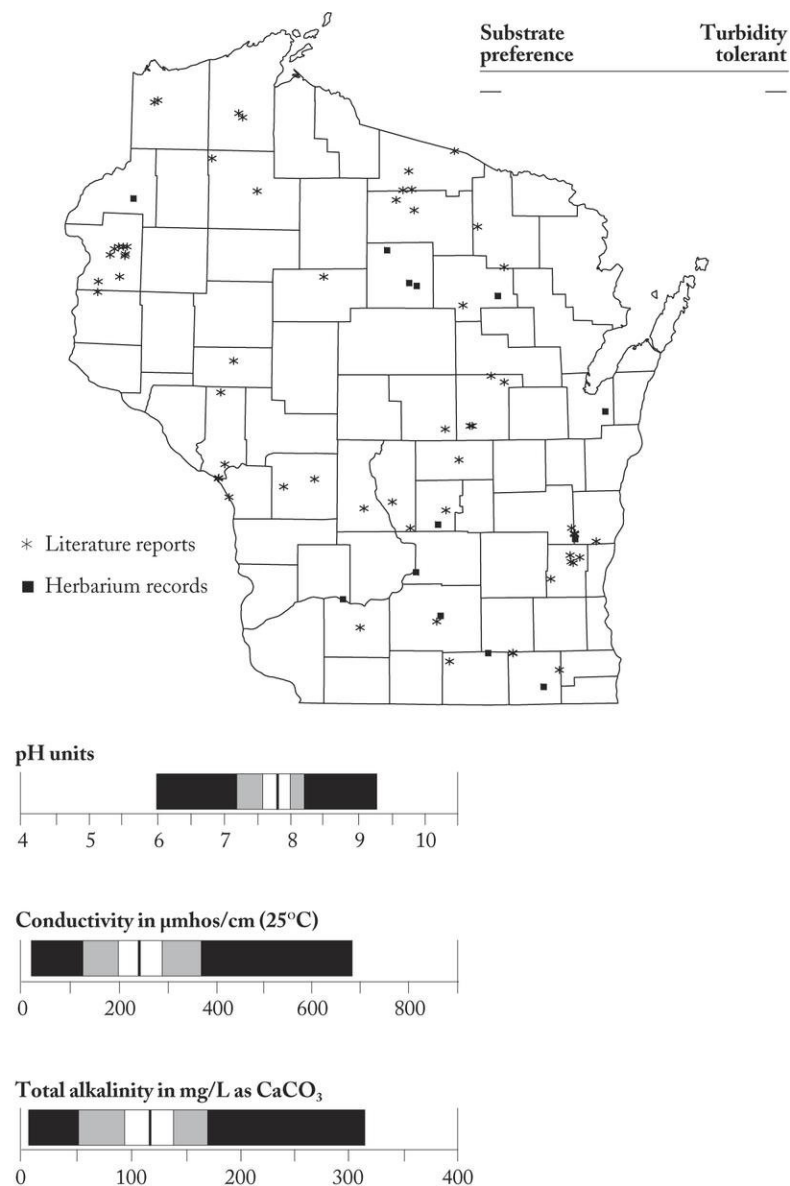 Substrate preference
Turbidity tolerant
—
—
* Literature reports
■ Herbarium records
pH units
4 5 6 7 8 9 10
Conductivity in µmhos/cm (25°C)
0 200 400 600 800
Total alkalinity in mg/L as CaCO₃
0 100 200 300 400